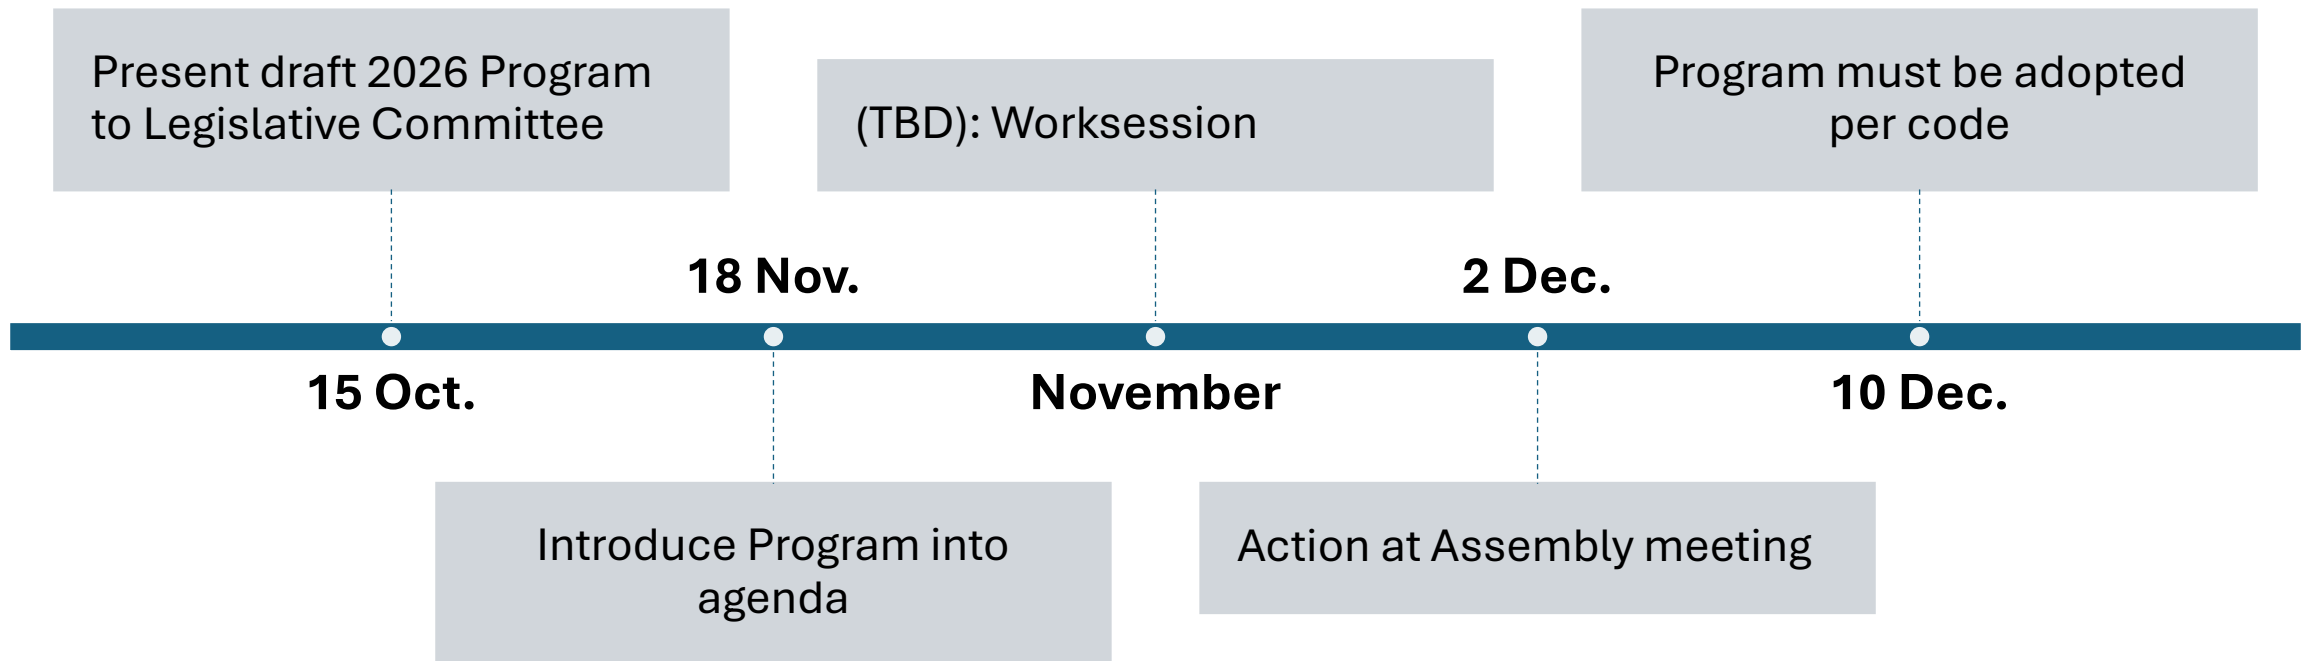 Present draft 2026 Program
to Legislative Committee
(TBD): Worksession
Program must be adopted
per code
18 Nov.
2 Dec.
15 Oct.
November
10 Dec.
Introduce Program into
agenda
Action at Assembly meeting